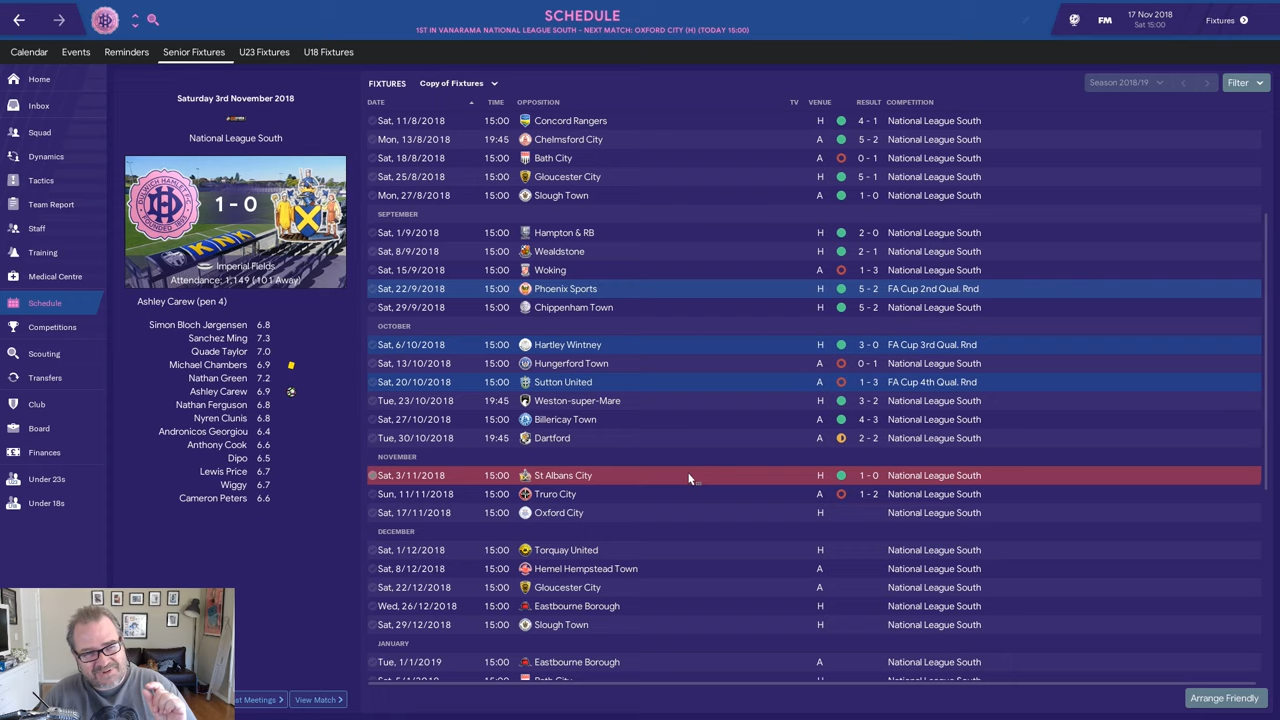 SCHEDULE
1ST IN VANARAMA NATIONAL LEAGUE SOUTH - NEXT MATCH: OXFORD CITY (H) (TODAY 15:00)
FM
17 Nov 2018
Sat 15:00
Fixtures
Calendar Events Reminders Senior Fixtures U23 Fixtures U18 Fixtures
Home
Inbox
Squad
Dynamics
Tactics
Team Report
Staff
Training
Medical Centre
Schedule
Competitions
Scouting
Transfers
Club
Board
Finances
Under 23s
Under 18s
Saturday 3rd November 2018
National League South
1 - 0
Imperial Fields
Attendance: 1,149 (101 Away)
Ashley Carew (pen 4)
Simon Bloch Jørgensen 6.8
Sanchez Ming 7.3
Quade Taylor 7.0
Michael Chambers 6.9
Nathan Green 7.2
Ashley Carew 6.9
Nathan Ferguson 6.8
Nyren Clunis 6.8
Andronicos Georgiou 6.4
Anthony Cook 6.6
Dipo 6.5
Lewis Price 6.7
Wiggy 6.7
Cameron Peters 6.6
View Match
FIXTURES Copy of Fixtures Season 2018/19 Filter
DATE TIME OPPOSITION TV VENUE RESULT COMPETITION
Sat, 11/8/2018 15:00 Concord Rangers H 4 - 1 National League South
Mon, 13/8/2018 19:45 Chelmsford City A 5 - 2 National League South
Sat, 18/8/2018 15:00 Bath City A 0 - 1 National League South
Sat, 25/8/2018 15:00 Gloucester City H 5 - 1 National League South
Mon, 27/8/2018 15:00 Slough Town A 1 - 0 National League South
SEPTEMBER
Sat, 1/9/2018 15:00 Hampton & RB H 2 - 0 National League South
Sat, 8/9/2018 15:00 Wealdstone H 2 - 1 National League South
Sat, 15/9/2018 15:00 Woking A 1 - 3 National League South
Sat, 22/9/2018 15:00 Phoenix Sports H 5 - 2 FA Cup 2nd Qual. Rnd
Sat, 29/9/2018 15:00 Chippenham Town H 5 - 2 National League South
OCTOBER
Sat, 6/10/2018 15:00 Hartley Wintney H 3 - 0 FA Cup 3rd Qual. Rnd
Sat, 13/10/2018 15:00 Hungerford Town A 0 - 1 National League South
Sat, 20/10/2018 15:00 Sutton United A 1 - 3 FA Cup 4th Qual. Rnd
Tue, 23/10/2018 19:45 Weston-super-Mare H 3 - 2 National League South
Sat, 27/10/2018 15:00 Billericay Town A 4 - 3 National League South
Tue, 30/10/2018 19:45 Dartford A 2 - 2 National League South
NOVEMBER
Sat, 3/11/2018 15:00 St Albans City H 1 - 0 National League South
Sun, 11/11/2018 15:00 Truro City A 1 - 2 National League South
Sat, 17/11/2018 15:00 Oxford City H National League South
DECEMBER
Sat, 1/12/2018 15:00 Torquay United H National League South
Sat, 8/12/2018 15:00 Hemel Hempstead Town A National League South
Sat, 22/12/2018 15:00 Gloucester City A National League South
Wed, 26/12/2018 15:00 Eastbourne Borough H National League South
Sat, 29/12/2018 15:00 Slough Town H National League South
JANUARY
Tue, 1/1/2019 15:00 Eastbourne Borough A National League South
Arrange Friendly